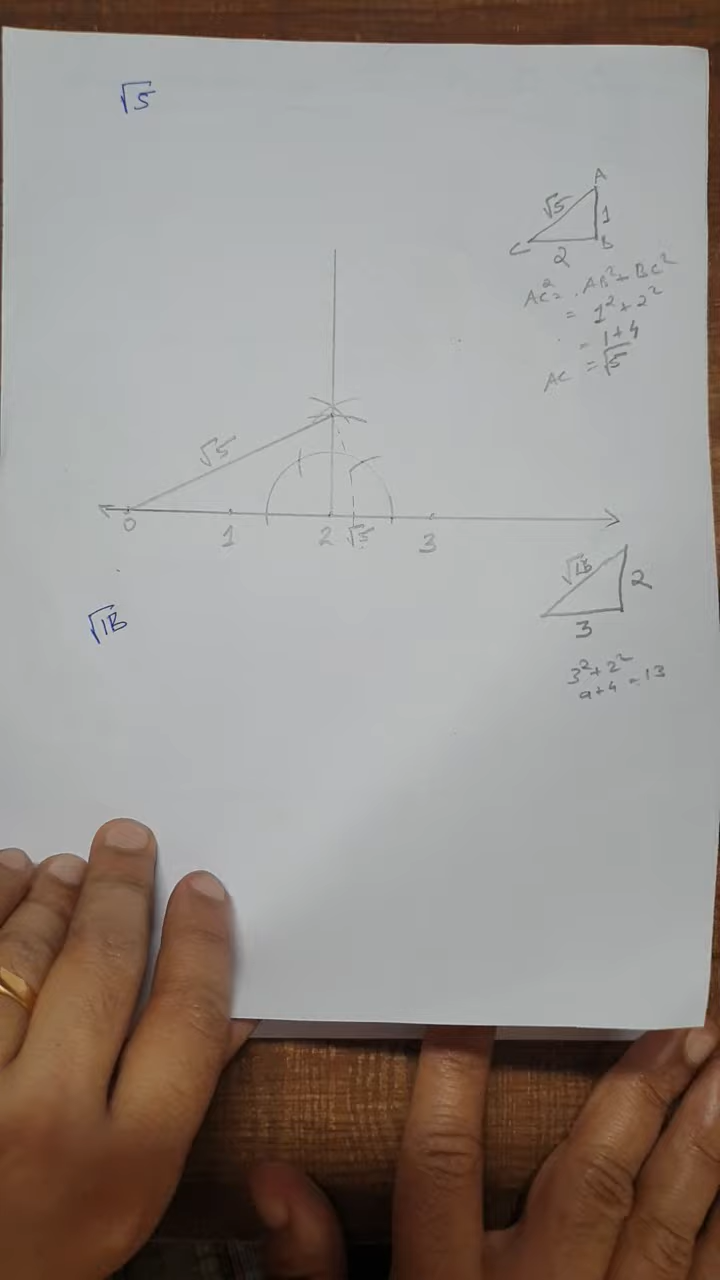 √5
A
√5 1
C 2 B
AC² = AB² + BC²
= 1² + 2²
= 1 + 4
AC = √5
√5
0 1 2 √5 3
√13
√13 2
3
3² + 2²
9 + 4 = 13